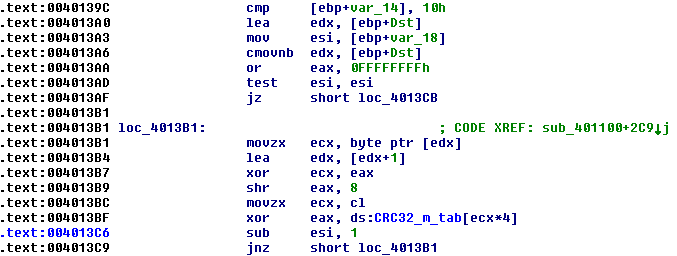 .text:0040139C cmp [ebp+var_14], 10h
.text:004013A0 lea edx, [ebp+Dst]
.text:004013A3 mov esi, [ebp+var_18]
.text:004013A6 cmovnb edx, [ebp+Dst]
.text:004013AA or eax, 0FFFFFFFFh
.text:004013AD test esi, esi
.text:004013AF jz short loc_4013CB
.text:004013B1
.text:004013B1 loc_4013B1: ; CODE XREF: sub_401100+2C9↓j
.text:004013B1 movzx ecx, byte ptr [edx]
.text:004013B4 lea edx, [edx+1]
.text:004013B7 xor ecx, eax
.text:004013B9 shr eax, 8
.text:004013BC movzx ecx, cl
.text:004013BF xor eax, ds:CRC32_m_tab[ecx*4]
.text:004013C6 sub esi, 1
.text:004013C9 jnz short loc_4013B1